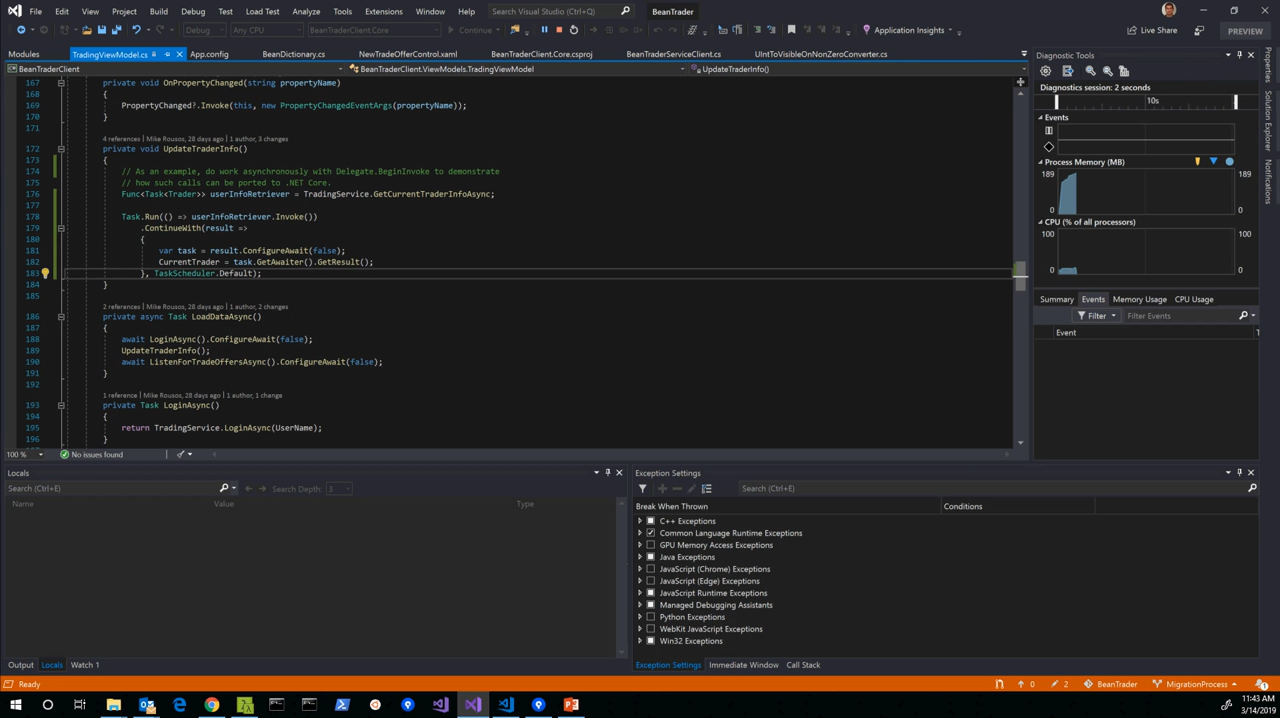 File Edit View Project Build Debug Test Load Test Analyze Tools Extensions Window Help Search Visual Studio (Ctrl+Q) BeanTrader
Debug Any CPU BeanTraderClient.Core Continue Application Insights Live Share PREVIEW
Modules TradingViewModel.cs App.config BeanDictionary.cs NewTradeOfferControl.xaml BeanTraderClient.Core.csproj BeanTraderServiceClient.cs UIntToVisibleOnNonZeroConverter.cs
BeanTraderClient BeanTraderClient.ViewModels.TradingViewModel UpdateTraderInfo()
167 private void OnPropertyChanged(string propertyName)
168 {
169 PropertyChanged?.Invoke(this, new PropertyChangedEventArgs(propertyName));
170 }
171
4 references | Mike Rousos, 28 days ago | 1 author, 3 changes
172 private void UpdateTraderInfo()
173 {
174 // As an example, do work asynchronously with Delegate.BeginInvoke to demonstrate
175 // how such calls can be ported to .NET Core.
176 Func<Task<Trader>> userInfoRetriever = TradingService.GetCurrentTraderInfoAsync;
177
178 Task.Run(() => userInfoRetriever.Invoke())
179 .ContinueWith(result =>
180 {
181 var task = result.ConfigureAwait(false);
182 CurrentTrader = task.GetAwaiter().GetResult();
183 }, TaskScheduler.Default);
184 }
185
2 references | Mike Rousos, 28 days ago | 1 author, 2 changes
186 private async Task LoadDataAsync()
187 {
188 await LoginAsync().ConfigureAwait(false);
189 UpdateTraderInfo();
190 await ListenForTradeOffersAsync().ConfigureAwait(false);
191 }
192
1 reference | Mike Rousos, 28 days ago | 1 author, 1 change
193 private Task LoginAsync()
194 {
195 return TradingService.LoginAsync(UserName);
196 }
100 % No issues found
Diagnostic Tools
Diagnostics session: 2 seconds
10s
Events
Process Memory (MB)
189 189
0 0
CPU (% of all processors)
100 100
0 0
Summary Events Memory Usage CPU Usage
Filter Filter Events
Event T
Properties
Solution Explorer
Notifications
Locals
Search (Ctrl+E) Search Depth: 3
Name Value Type
Output Locals Watch 1
Exception Settings
Search (Ctrl+E)
Break When Thrown Conditions
C++ Exceptions
Common Language Runtime Exceptions
GPU Memory Access Exceptions
Java Exceptions
JavaScript (Chrome) Exceptions
JavaScript (Edge) Exceptions
JavaScript Runtime Exceptions
Managed Debugging Assistants
Python Exceptions
WebKit JavaScript Exceptions
Win32 Exceptions
Exception Settings Immediate Window Call Stack
Ready 0 2 BeanTrader MigrationProcess
11:43 AM
3/14/2019